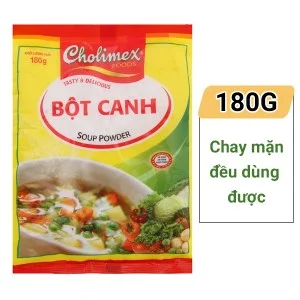 Cholimex
FOODS
180g
TASTY & DELICIOUS
BỘT CANH
SOUP POWDER
180G
Chay mặn
đều dùng
được